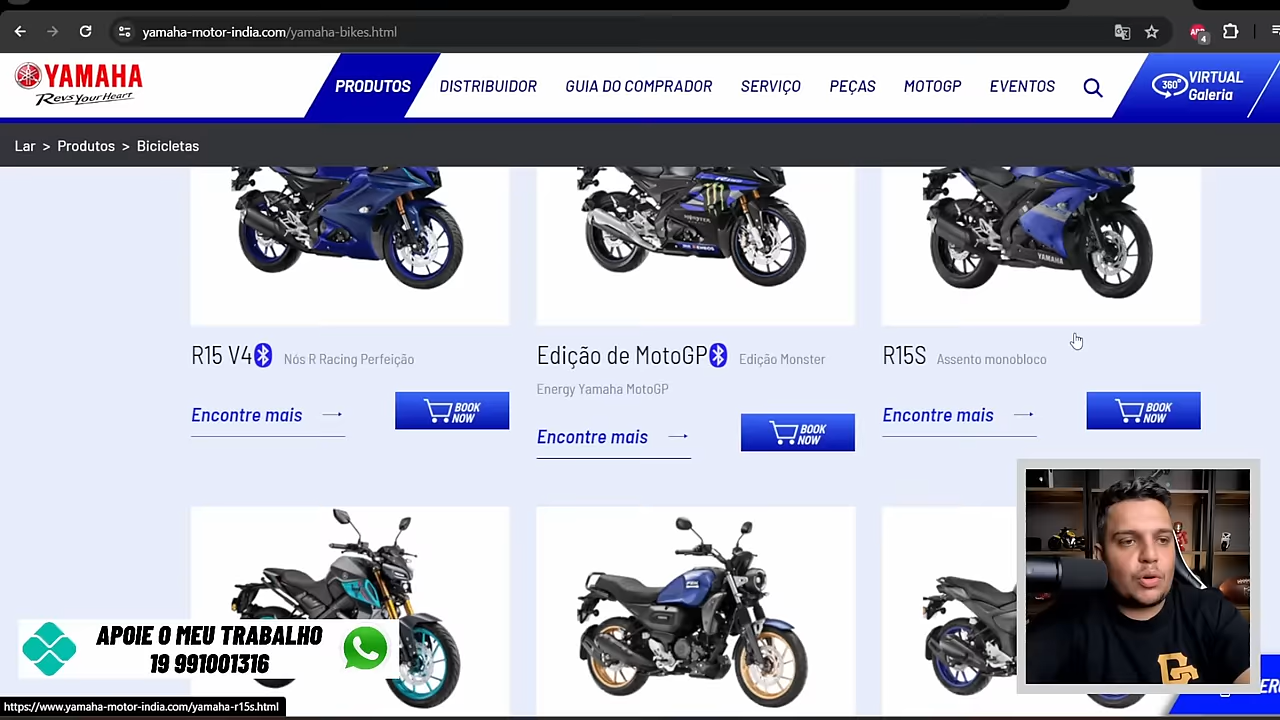 yamaha-motor-india.com/yamaha-bikes.html
4
YAMAHA
Revs Your Heart
PRODUTOS
DISTRIBUIDOR
GUIA DO COMPRADOR
SERVIÇO
PEÇAS
MOTOGP
EVENTOS
360°
VIRTUAL
Galeria
Lar > Produtos > Bicicletas
MONSTER
YAMAHA
R15 V4 Nós R Racing Perfeição
Encontre mais
BOOK
NOW
Edição de MotoGP Edição Monster
Energy Yamaha MotoGP
Encontre mais
BOOK
NOW
R15S Assento monobloco
Encontre mais
BOOK
NOW
APOIE O MEU TRABALHO
19 991001316
https://www.yamaha-motor-india.com/yamaha-r15s.html